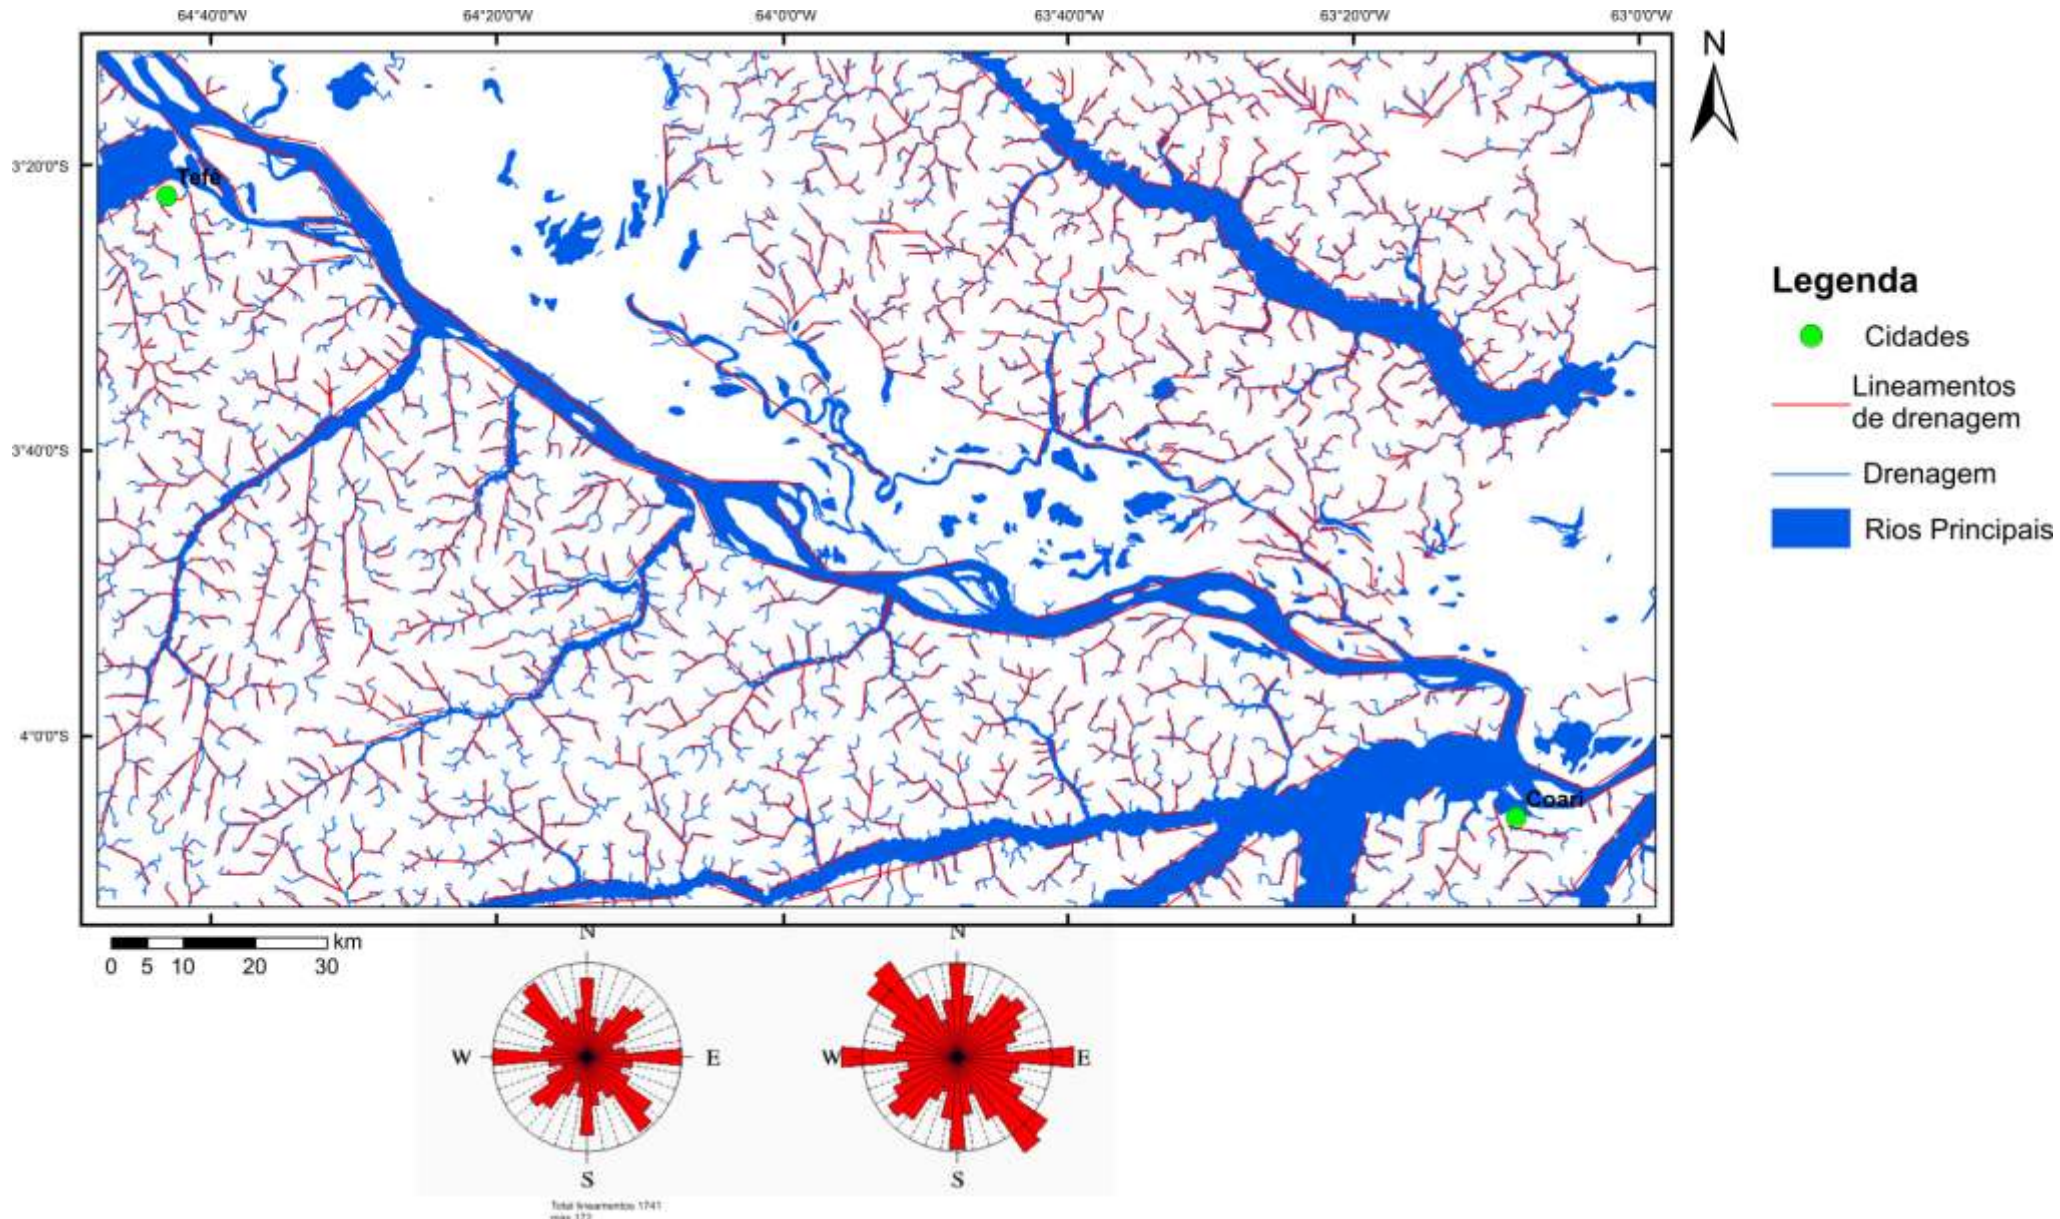 64°40'0"W
64°20'0"W
64°0'0"W
63°40'0"W
63°20'0"W
63°0'0"W
N
3°20'0"S
3°40'0"S
4°0'0"S
Tefé
Coari
Legenda
Cidades
Lineamentos
de drenagem
Drenagem
Rios Principais
km
0 5 10 20 30
N
W E
S
N
W E
S
Total lineamentos 1741